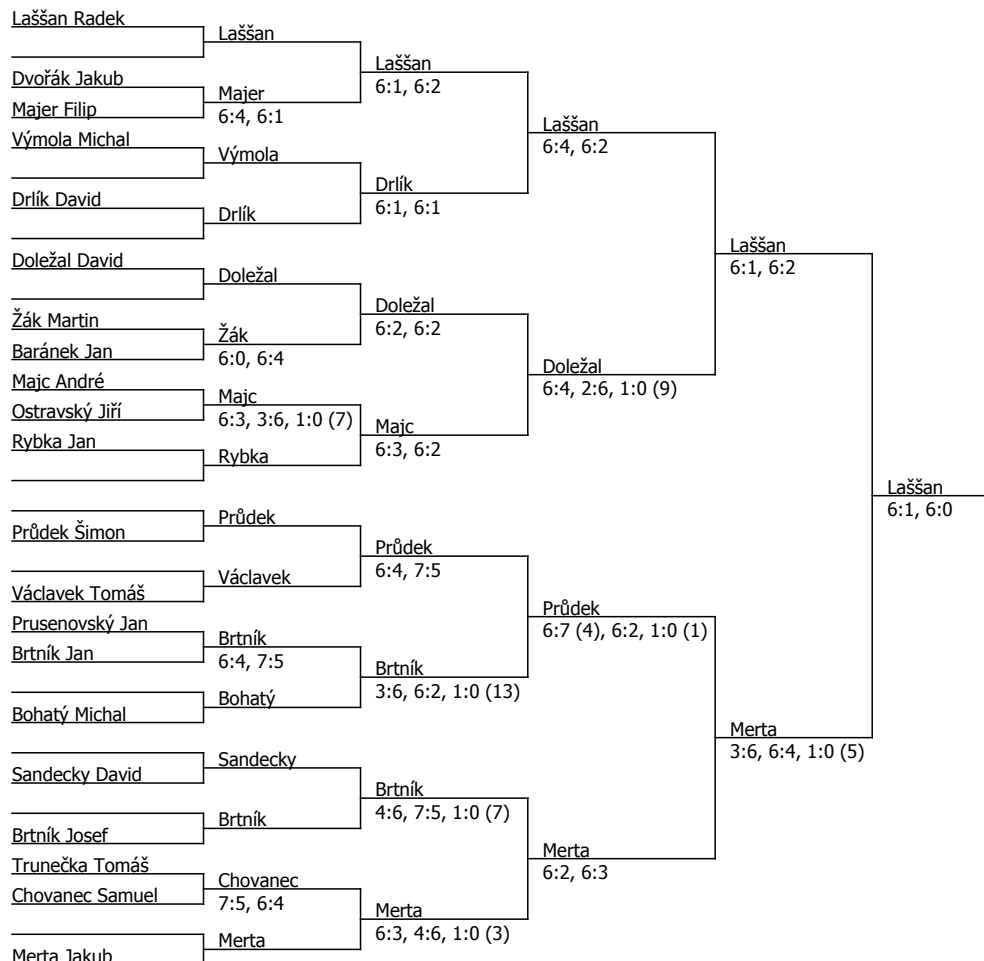 Laššan Radek
Laššan
Laššan
6:1, 6:2
Dvořák Jakub
Majer
Majer Filip
6:4, 6:1
Laššan
6:4, 6:2
Výmola Michal
Výmola
Drlík
6:1, 6:1
Drlík David
Drlík
Laššan
6:1, 6:2
Doležal David
Doležal
Doležal
6:2, 6:2
Žák Martin
Žák
Baránek Jan
6:0, 6:4
Doležal
6:4, 2:6, 1:0 (9)
Majc André
Majc
Ostravský Jiří
6:3, 3:6, 1:0 (7)
Majc
6:3, 6:2
Rybka Jan
Rybka
Laššan
6:1, 6:0
Průdek
Průdek Šimon
Průdek
6:4, 7:5
Václavek
Václavek Tomáš
Průdek
6:7 (4), 6:2, 1:0 (1)
Prusenovský Jan
Brtník
Brtník Jan
6:4, 7:5
Brtník
3:6, 6:2, 1:0 (13)
Bohatý
Bohatý Michal
Merta
3:6, 6:4, 1:0 (5)
Sandecky
Sandecky David
Brtník
4:6, 7:5, 1:0 (7)
Brtník
Brtník Josef
Merta
6:2, 6:3
Trunečka Tomáš
Chovanec
Chovanec Samuel
7:5, 6:4
Merta
6:3, 4:6, 1:0 (3)
Merta
Merta Jakub